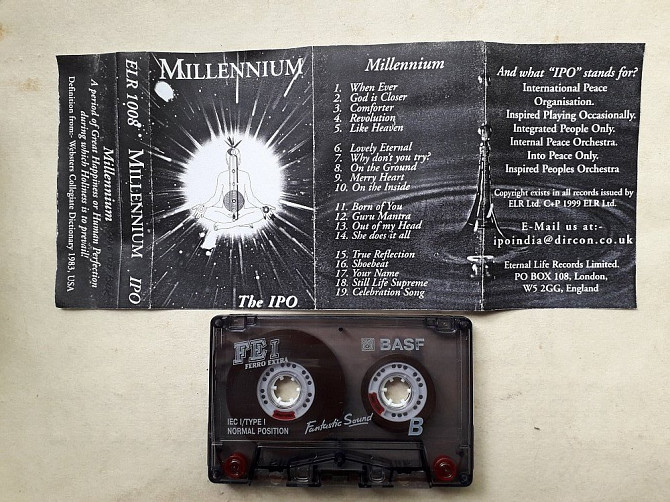 Millennium
A period of Great Happiness or Human Perfection
during which Holiness is to prevail
Definition from:- Websters Collegiate Dictionary 1983, USA
ELR 1008 MILLENNIUM IPO
MILLENNIUM
The IPO
Millennium
1. When Ever
2. God is Closer
3. Comforter
4. Revolution
5. Like Heaven
6. Lovely Eternal
7. Why don't you try?
8. On the Ground
9. Merry Heart
10. On the Inside
11. Born of You
12. Guru Mantra
13. Out of my Head
14. She does it all
15. True Reflection
16. Shoebeat
17. Your Name
18. Still Life Supreme
19. Celebration Song
And what "IPO" stands for?
International Peace
Organisation.
Inspired Playing Occasionally.
Integrated People Only.
Internal Peace Orchestra.
Into Peace Only.
Inspired Peoples Orchestra
Copyright exists in all records issued by
ELR Ltd. C+P 1999 ELR Ltd.
E-Mail us at:-
ipoindia@dircon.co.uk
Eternal Life Records Limited.
PO BOX 108, London,
W5 2GG, England
FE I
FERRO EXTRA
BASF
IEC I/TYPE I
NORMAL POSITION
Fantastic Sound
B